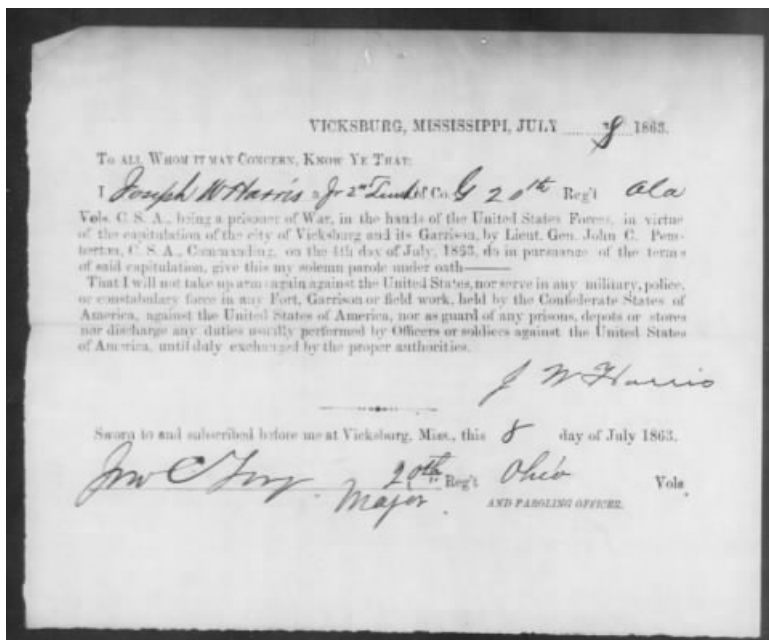 VICKSBURG, MISSISSIPPI, JULY 8 1863.
TO ALL WHOM IT MAY CONCERN, KNOW YE THAT:
I Joseph W Harris a Jr 2nd Lieut of Co. G 20th Reg't Ala
Vols. C. S. A., being a prisoner of War, in the hands of the United States Forces, in virtue
of the capitulation of the city of Vicksburg and its Garrison, by Lieut. Gen. John C. Pem-
berton, C. S. A., Commanding, on the 4th day of July, 1863, do in pursuance of the terms
of said capitulation, give this my solemn parole under oath——
That I will not take up arms again against the United States, nor serve in any military, police,
or constabulary force in any Fort, Garrison or field work, held by the Confederate States of
America, against the United States of America, nor as guard of any prisons, depots or stores
nor discharge any duties usually performed by Officers or soldiers against the United States
of America, until duly exchanged by the proper authorities.
J W Harris
Sworn to and subscribed before me at Vicksburg, Miss., this 8 day of July 1863.
Jno C 20th Reg't Ohio Vols
Major
AND PAROLING OFFICER.